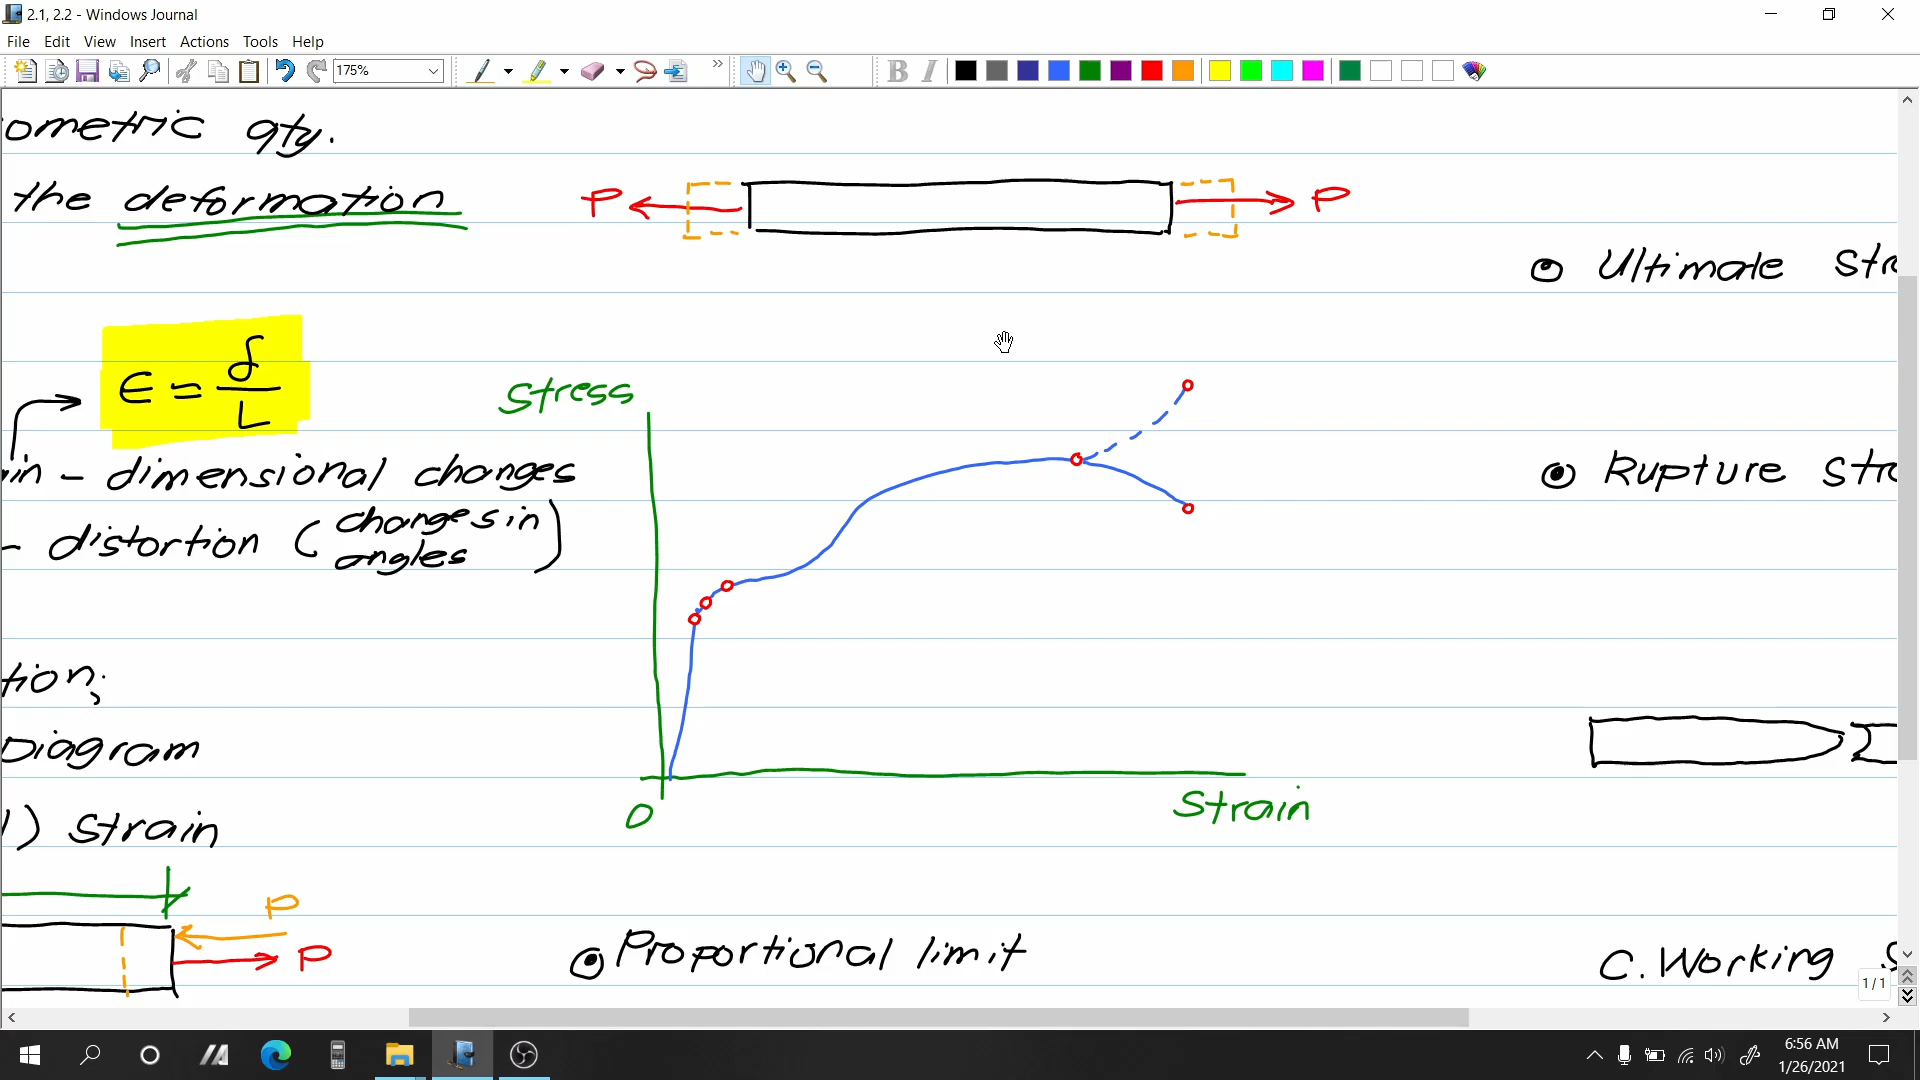 2.1, 2.2 - Windows Journal
File Edit View Insert Actions Tools Help
175%
B I
ometric qty.
the deformation
P P
Ultimate Str
ϵ = δ/L
Stress
in - dimensional changes
Rupture Str
- distortion (changes in
angles)
tion;
Diagram
1) strain
O
Strain
P
P
Proportional limit
C. Working S
1 / 1
6:56 AM
1/26/2021